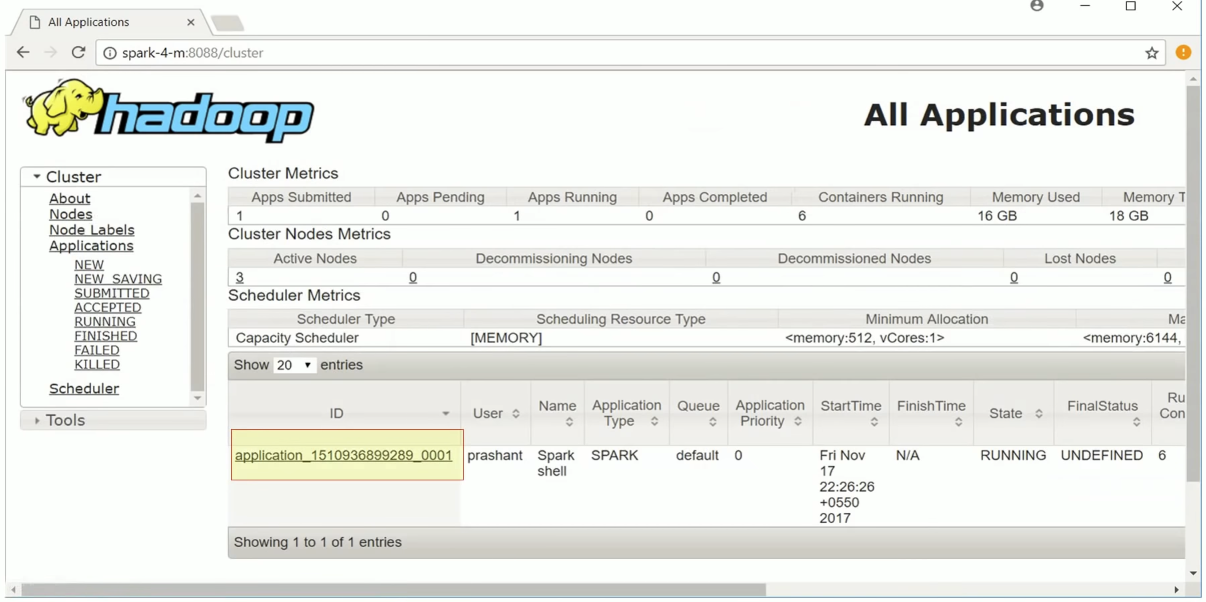 All Applications
spark-4-m:8088/cluster
hadoop
All Applications
Cluster
About
Nodes
Node Labels
Applications
NEW
NEW_SAVING
SUBMITTED
ACCEPTED
RUNNING
FINISHED
FAILED
KILLED
Scheduler
Tools
Cluster Metrics
Apps Submitted Apps Pending Apps Running Apps Completed Containers Running Memory Used Memory T
1 0 1 0 6 16 GB 18 GB
Cluster Nodes Metrics
Active Nodes Decommissioning Nodes Decommissioned Nodes Lost Nodes
3 0 0 0 0
Scheduler Metrics
Scheduler Type Scheduling Resource Type Minimum Allocation Ma
Capacity Scheduler [MEMORY] <memory:512, vCores:1> <memory:6144,
Show 20 entries
ID User Name Application Type Queue Application Priority StartTime FinishTime State FinalStatus Ru Con
application_1510936899289_0001 prashant Spark shell SPARK default 0 Fri Nov 17 22:26:26 +0550 2017 N/A RUNNING UNDEFINED 6
Showing 1 to 1 of 1 entries